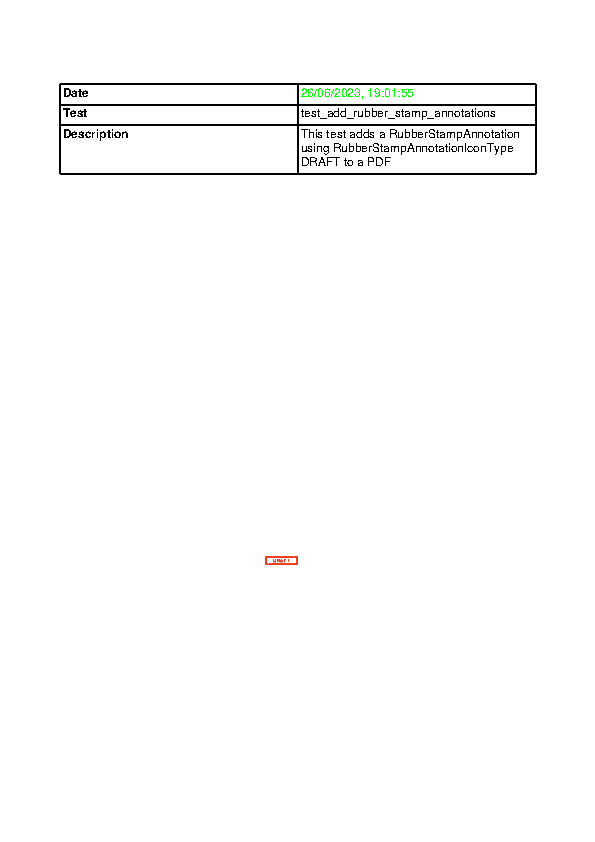 Date 26/06/2023, 19:01:55
Test test_add_rubber_stamp_annotations
Description This test adds a RubberStampAnnotation
using RubberStampAnnotationIconType
DRAFT to a PDF
DRAFT